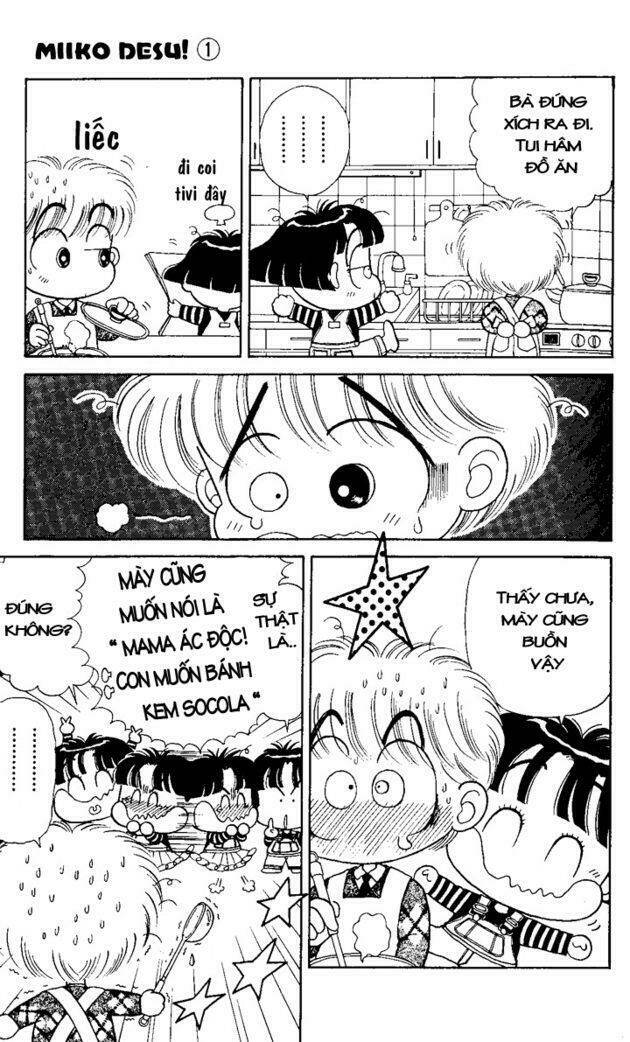 MIIKO DESU! 1
BÀ ĐỨNG
XÍCH RA ĐI.
TUI HÂM
ĐỒ ĂN
liếc
đi coi
tivi đây
THẤY CHƯA,
MÀY CŨNG
BUỒN
VẬY
SỰ
THẬT
LÀ..
MÀY CŨNG
MUỐN NÓI LÀ
" MAMA ÁC ĐỘC!
CON MUỐN BÁNH
KEM SOCOLA "
ĐÚNG
KHÔNG?